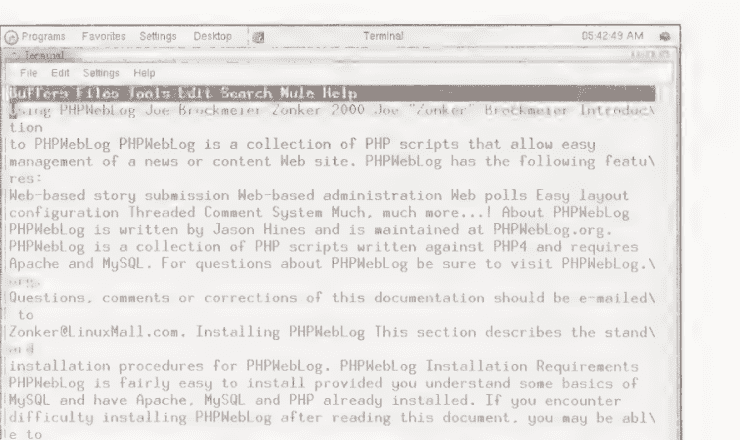 Programs Favorites Settings Desktop Terminal 05:42:49 AM
Terminal
File Edit Settings Help
Buffers Files Tools Edit Search Mule Help
Using PHPWebLog Joe Brockmeier Zonker 2000 Joe "Zonker" Brockmeier Introduc\
tion
to PHPWebLog PHPWebLog is a collection of PHP scripts that allow easy
management of a news or content Web site. PHPWebLog has the following featu\
res:
Web-based story submission Web-based administration Web polls Easy layout
configuration Threaded Comment System Much, much more...! About PHPWebLog
PHPWebLog is written by Jason Hines and is maintained at PHPWebLog.org.
PHPWebLog is a collection of PHP scripts written against PHP4 and requires
Apache and MySQL. For questions about PHPWebLog be sure to visit PHPWebLog.\
org.
Questions, comments or corrections of this documentation should be e-mailed\
to
Zonker@LinuxMall.com. Installing PHPWebLog This section describes the stand\
ard
installation procedures for PHPWebLog. PHPWebLog Installation Requirements
PHPWebLog is fairly easy to install provided you understand some basics of
MySQL and have Apache, MySQL and PHP already installed. If you encounter
difficulty installing PHPWebLog after reading this document, you may be abl\
e to